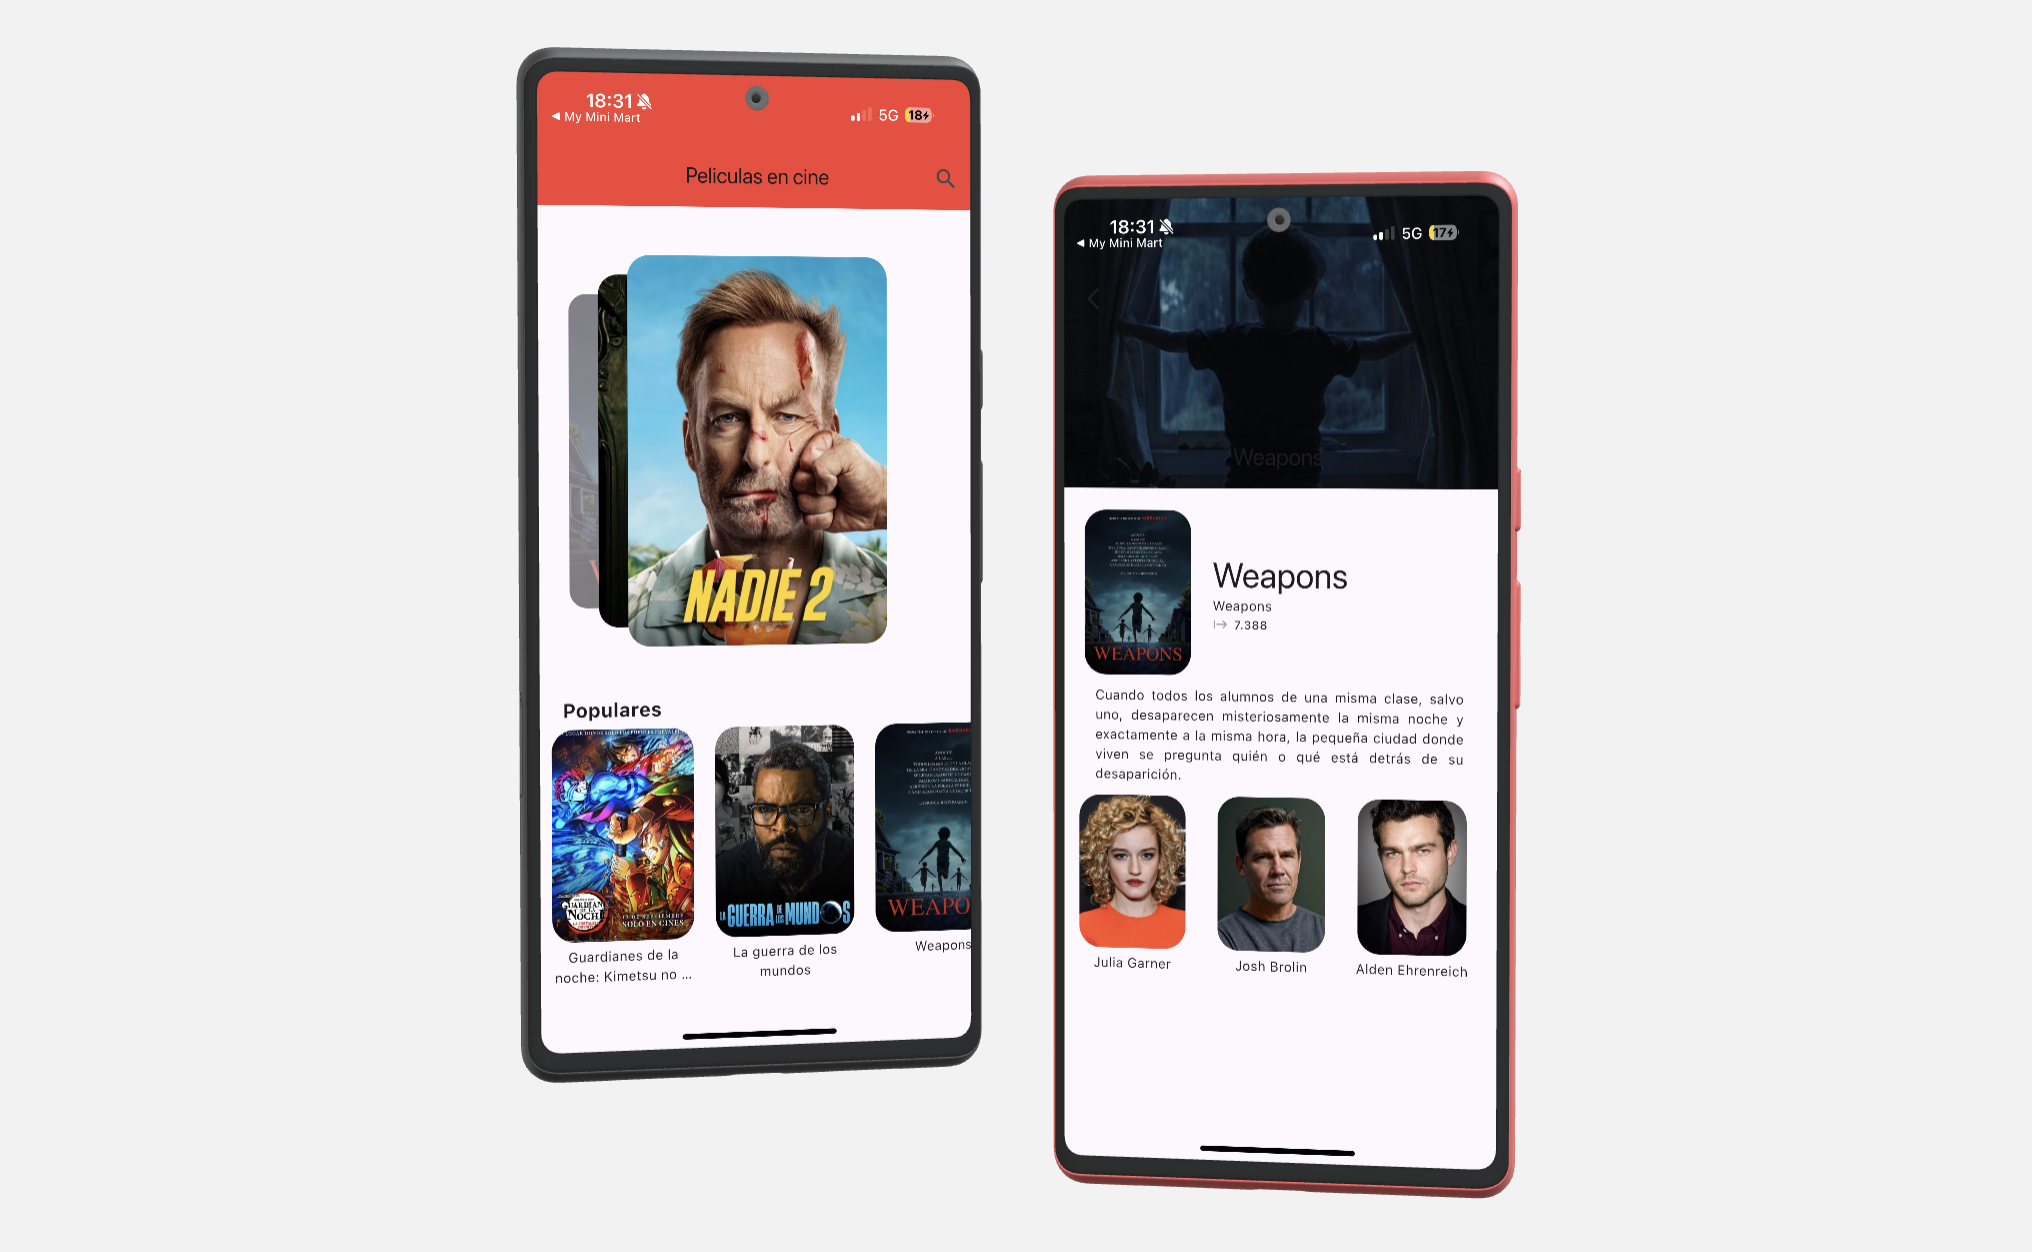 18:31
◀ My Mini Mart
5G 18
Peliculas en cine
NADIE 2
Populares
GUARDIANES
DE LA
NOCHE
SOLO EN CINES
LA GUERRA DE LOS MUNDOS
WEAPO
Guardianes de la
noche: Kimetsu no ...
La guerra de los
mundos
Weapons
18:31
◀ My Mini Mart
5G 17
Weapons
WEAPONS
Weapons
Weapons
7.388
Cuando todos los alumnos de una misma clase, salvo
uno, desaparecen misteriosamente la misma noche y
exactamente a la misma hora, la pequeña ciudad donde
viven se pregunta quién o qué está detrás de su
desaparición.
Julia Garner
Josh Brolin
Alden Ehrenreich